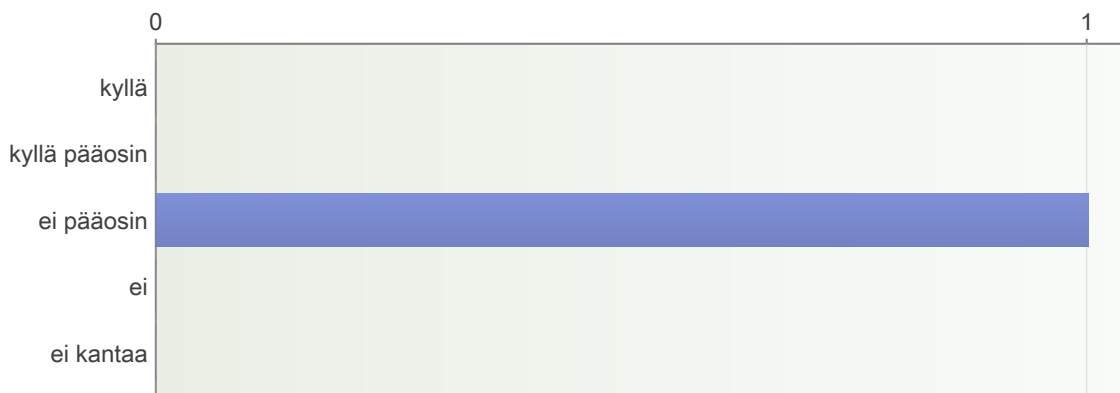 0 1
kyllä
kyllä pääosin
ei pääosin
ei
ei kantaa